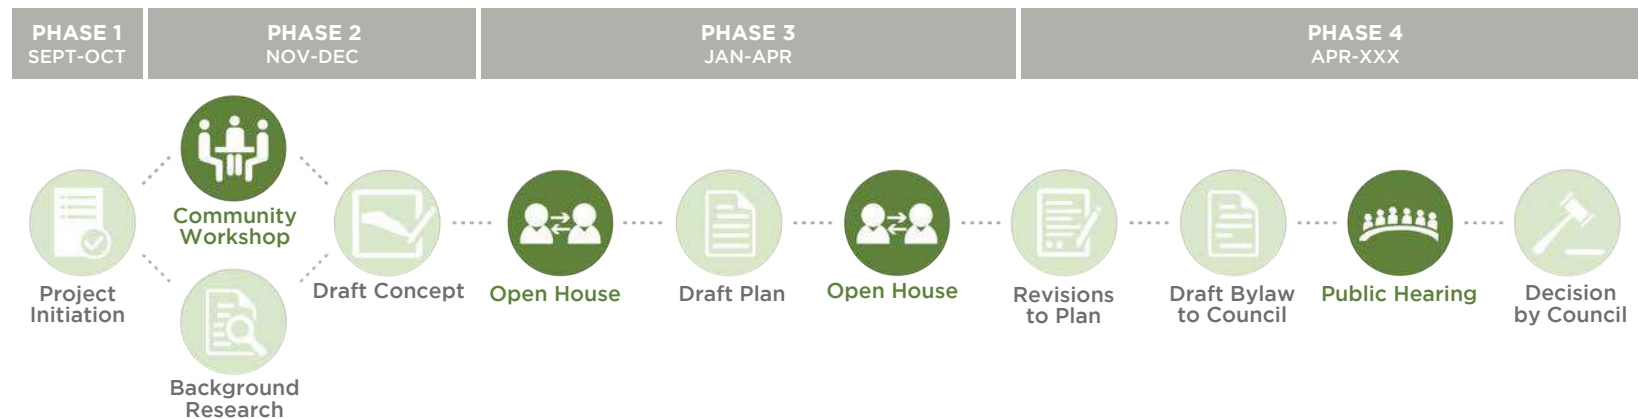 PHASE 1
SEPT-OCT
PHASE 2
NOV-DEC
PHASE 3
JAN-APR
PHASE 4
APR-XXX
Project
Initiation
Community
Workshop
Background
Research
Draft Concept
Open House
Draft Plan
Open House
Revisions
to Plan
Draft Bylaw
to Council
Public Hearing
Decision
by Council